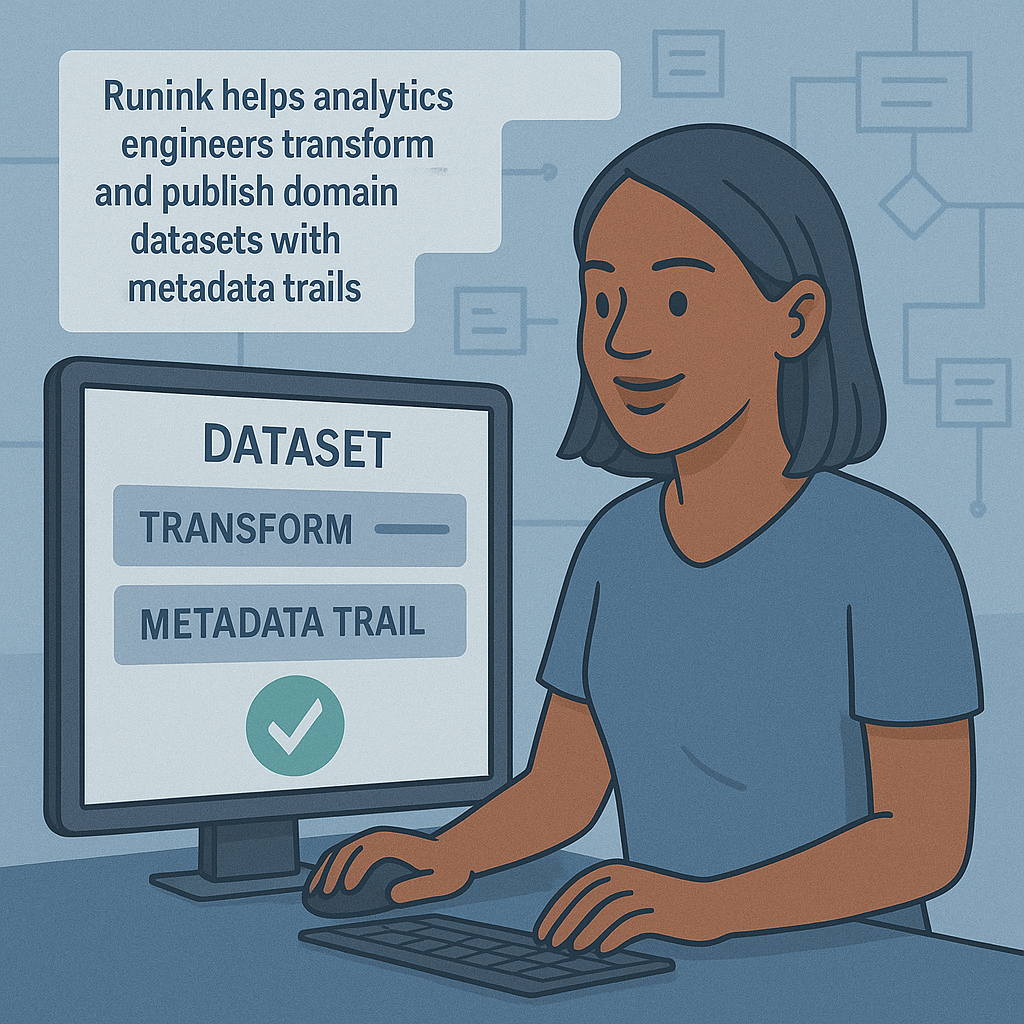 Runink helps analytics
engineers transform
and publish domain
datasets with
metadata trails
DATASET
TRANSFORM
METADATA TRAIL